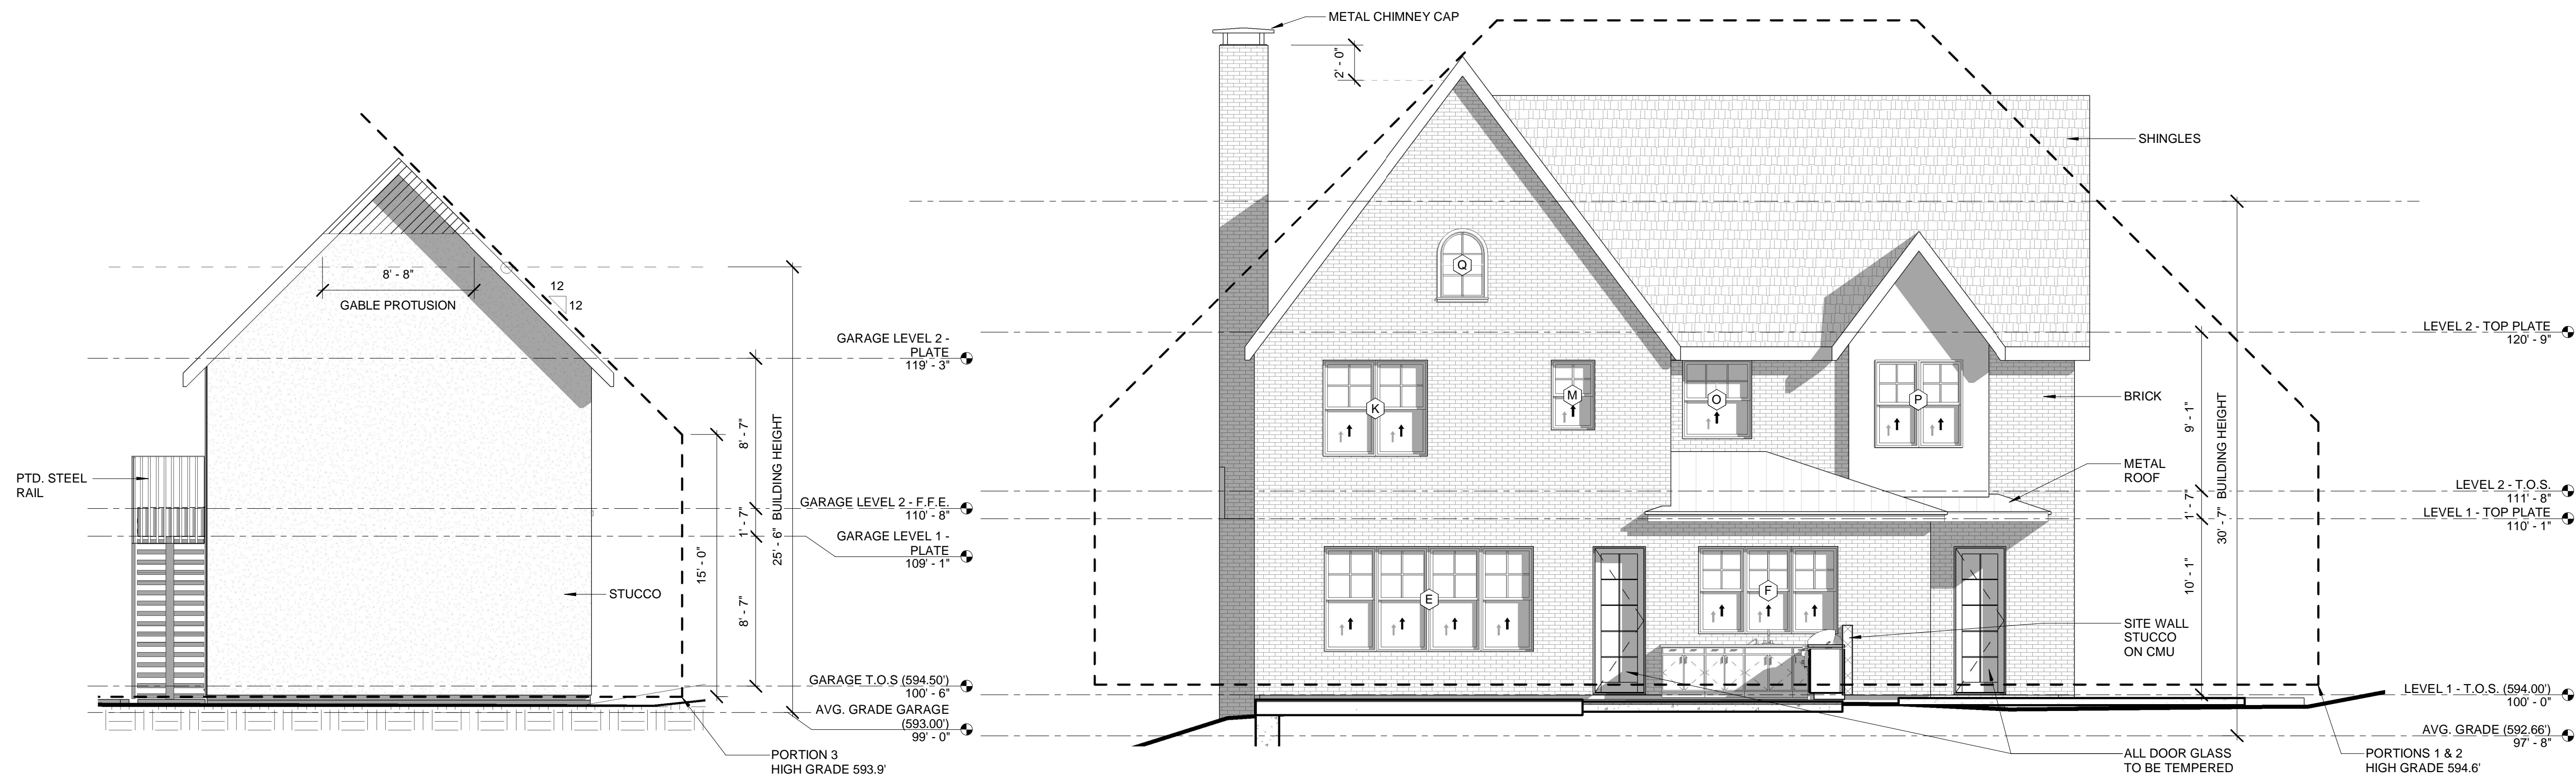 METAL CHIMNEY CAP
2' - 0"
SHINGLES
8' - 8"
GABLE PROTUSION
12
12
GARAGE LEVEL 2 -
PLATE
119' - 3"
8' - 7"
25' - 6" BUILDING HEIGHT
PTD. STEEL
RAIL
GARAGE LEVEL 2 - F.F.E.
110' - 8"
1' - 7"
GARAGE LEVEL 1 -
PLATE
109' - 1"
15' - 0"
8' - 7"
STUCCO
GARAGE T.O.S (594.50')
100' - 6"
AVG. GRADE GARAGE
(593.00')
99' - 0"
PORTION 3
HIGH GRADE 593.9'
Q
K
M
O
P
E
F
LEVEL 2 - TOP PLATE
120' - 9"
BRICK
9' - 1"
30' - 7" BUILDING HEIGHT
METAL
ROOF
LEVEL 2 - T.O.S.
111' - 8"
1' - 7"
LEVEL 1 - TOP PLATE
110' - 1"
10' - 1"
SITE WALL
STUCCO
ON CMU
LEVEL 1 - T.O.S. (594.00')
100' - 0"
AVG. GRADE (592.66')
97' - 8"
ALL DOOR GLASS
TO BE TEMPERED
PORTIONS 1 & 2
HIGH GRADE 594.6'